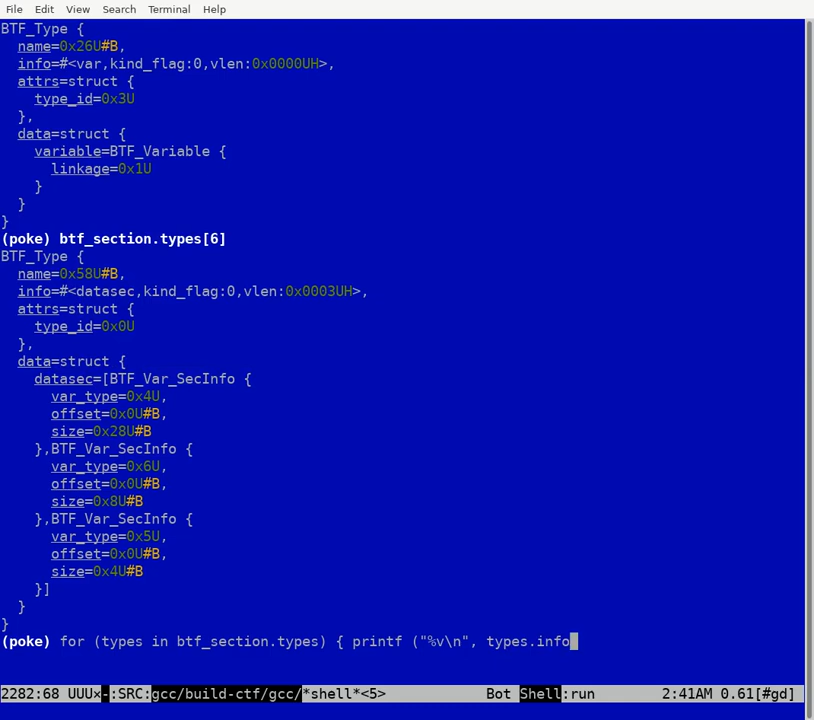 File Edit View Search Terminal Help
BTF_Type {
  name=0x26U#B,
  info=#<var,kind_flag:0,vlen:0x0000UH>,
  attrs=struct {
    type_id=0x3U
  },
  data=struct {
    variable=BTF_Variable {
      linkage=0x1U
    }
  }
}
(poke) btf_section.types[6]
BTF_Type {
  name=0x58U#B,
  info=#<datasec,kind_flag:0,vlen:0x0003UH>,
  attrs=struct {
    type_id=0x0U
  },
  data=struct {
    datasec=[BTF_Var_SecInfo {
      var_type=0x4U,
      offset=0x0U#B,
      size=0x28U#B
    },BTF_Var_SecInfo {
      var_type=0x6U,
      offset=0x0U#B,
      size=0x8U#B
    },BTF_Var_SecInfo {
      var_type=0x5U,
      offset=0x0U#B,
      size=0x4U#B
    }]
  }
}
(poke) for (types in btf_section.types) { printf ("%v\n", types.info
2282:68 UUU×-:SRC:gcc/build-ctf/gcc/*shell*<5> Bot Shell:run 2:41AM 0.61[#gd]